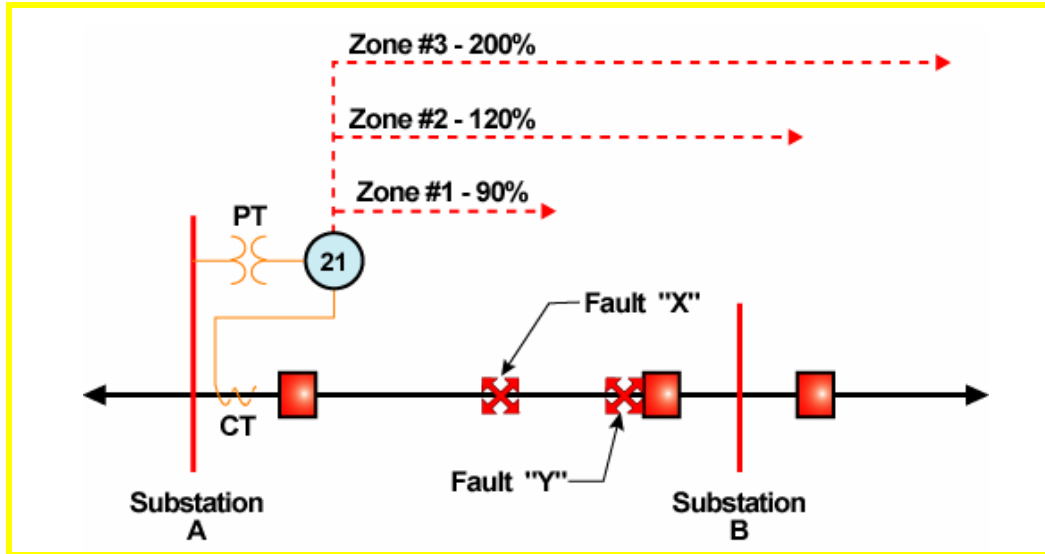 Zone #3 - 200%
Zone #2 - 120%
Zone #1 - 90%
PT
21
Fault "X"
CT
Fault "Y"
Substation
A
Substation
B